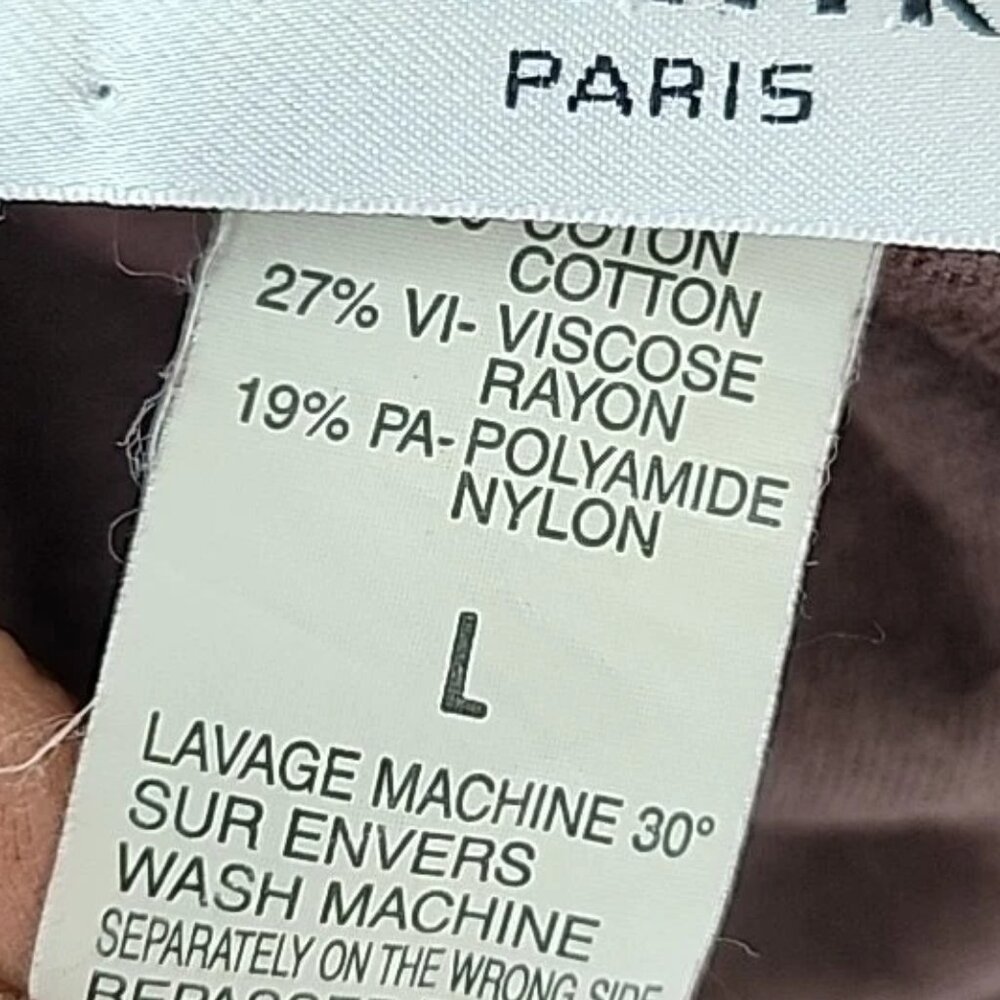 PARIS
COTON
COTTON
27% VI- VISCOSE
RAYON
19% PA- POLYAMIDE
NYLON
L
LAVAGE MACHINE 30°
SUR ENVERS
WASH MACHINE
SEPARATELY ON THE WRONG SIDE